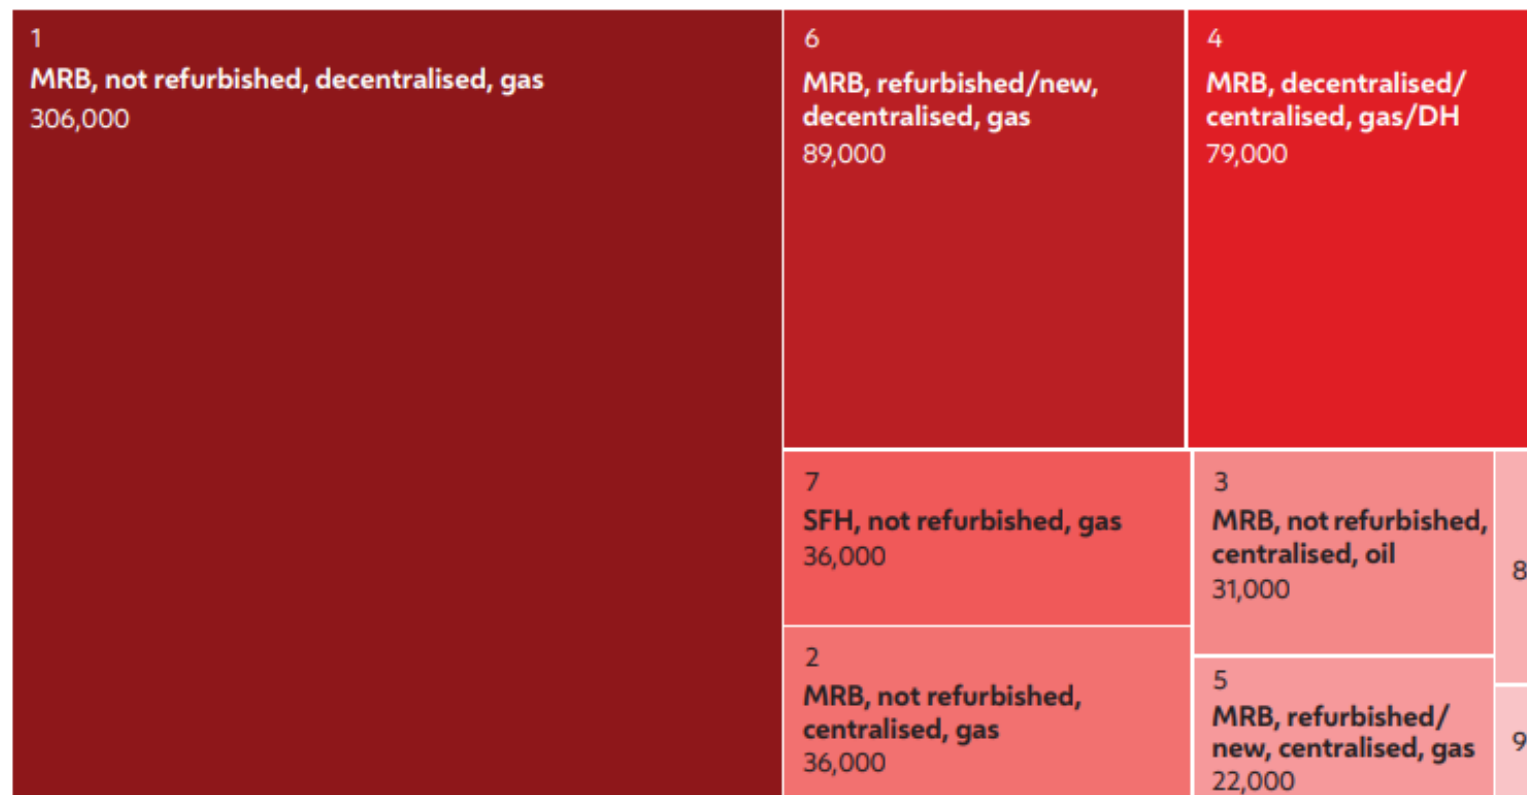 1
MRB, not refurbished, decentralised, gas
306,000
6
MRB, refurbished/new,
decentralised, gas
89,000
4
MRB, decentralised/
centralised, gas/DH
79,000
7
SFH, not refurbished, gas
36,000
2
MRB, not refurbished,
centralised, gas
36,000
3
MRB, not refurbished,
centralised, oil
31,000
5
MRB, refurbished/
new, centralised, gas
22,000
8
9